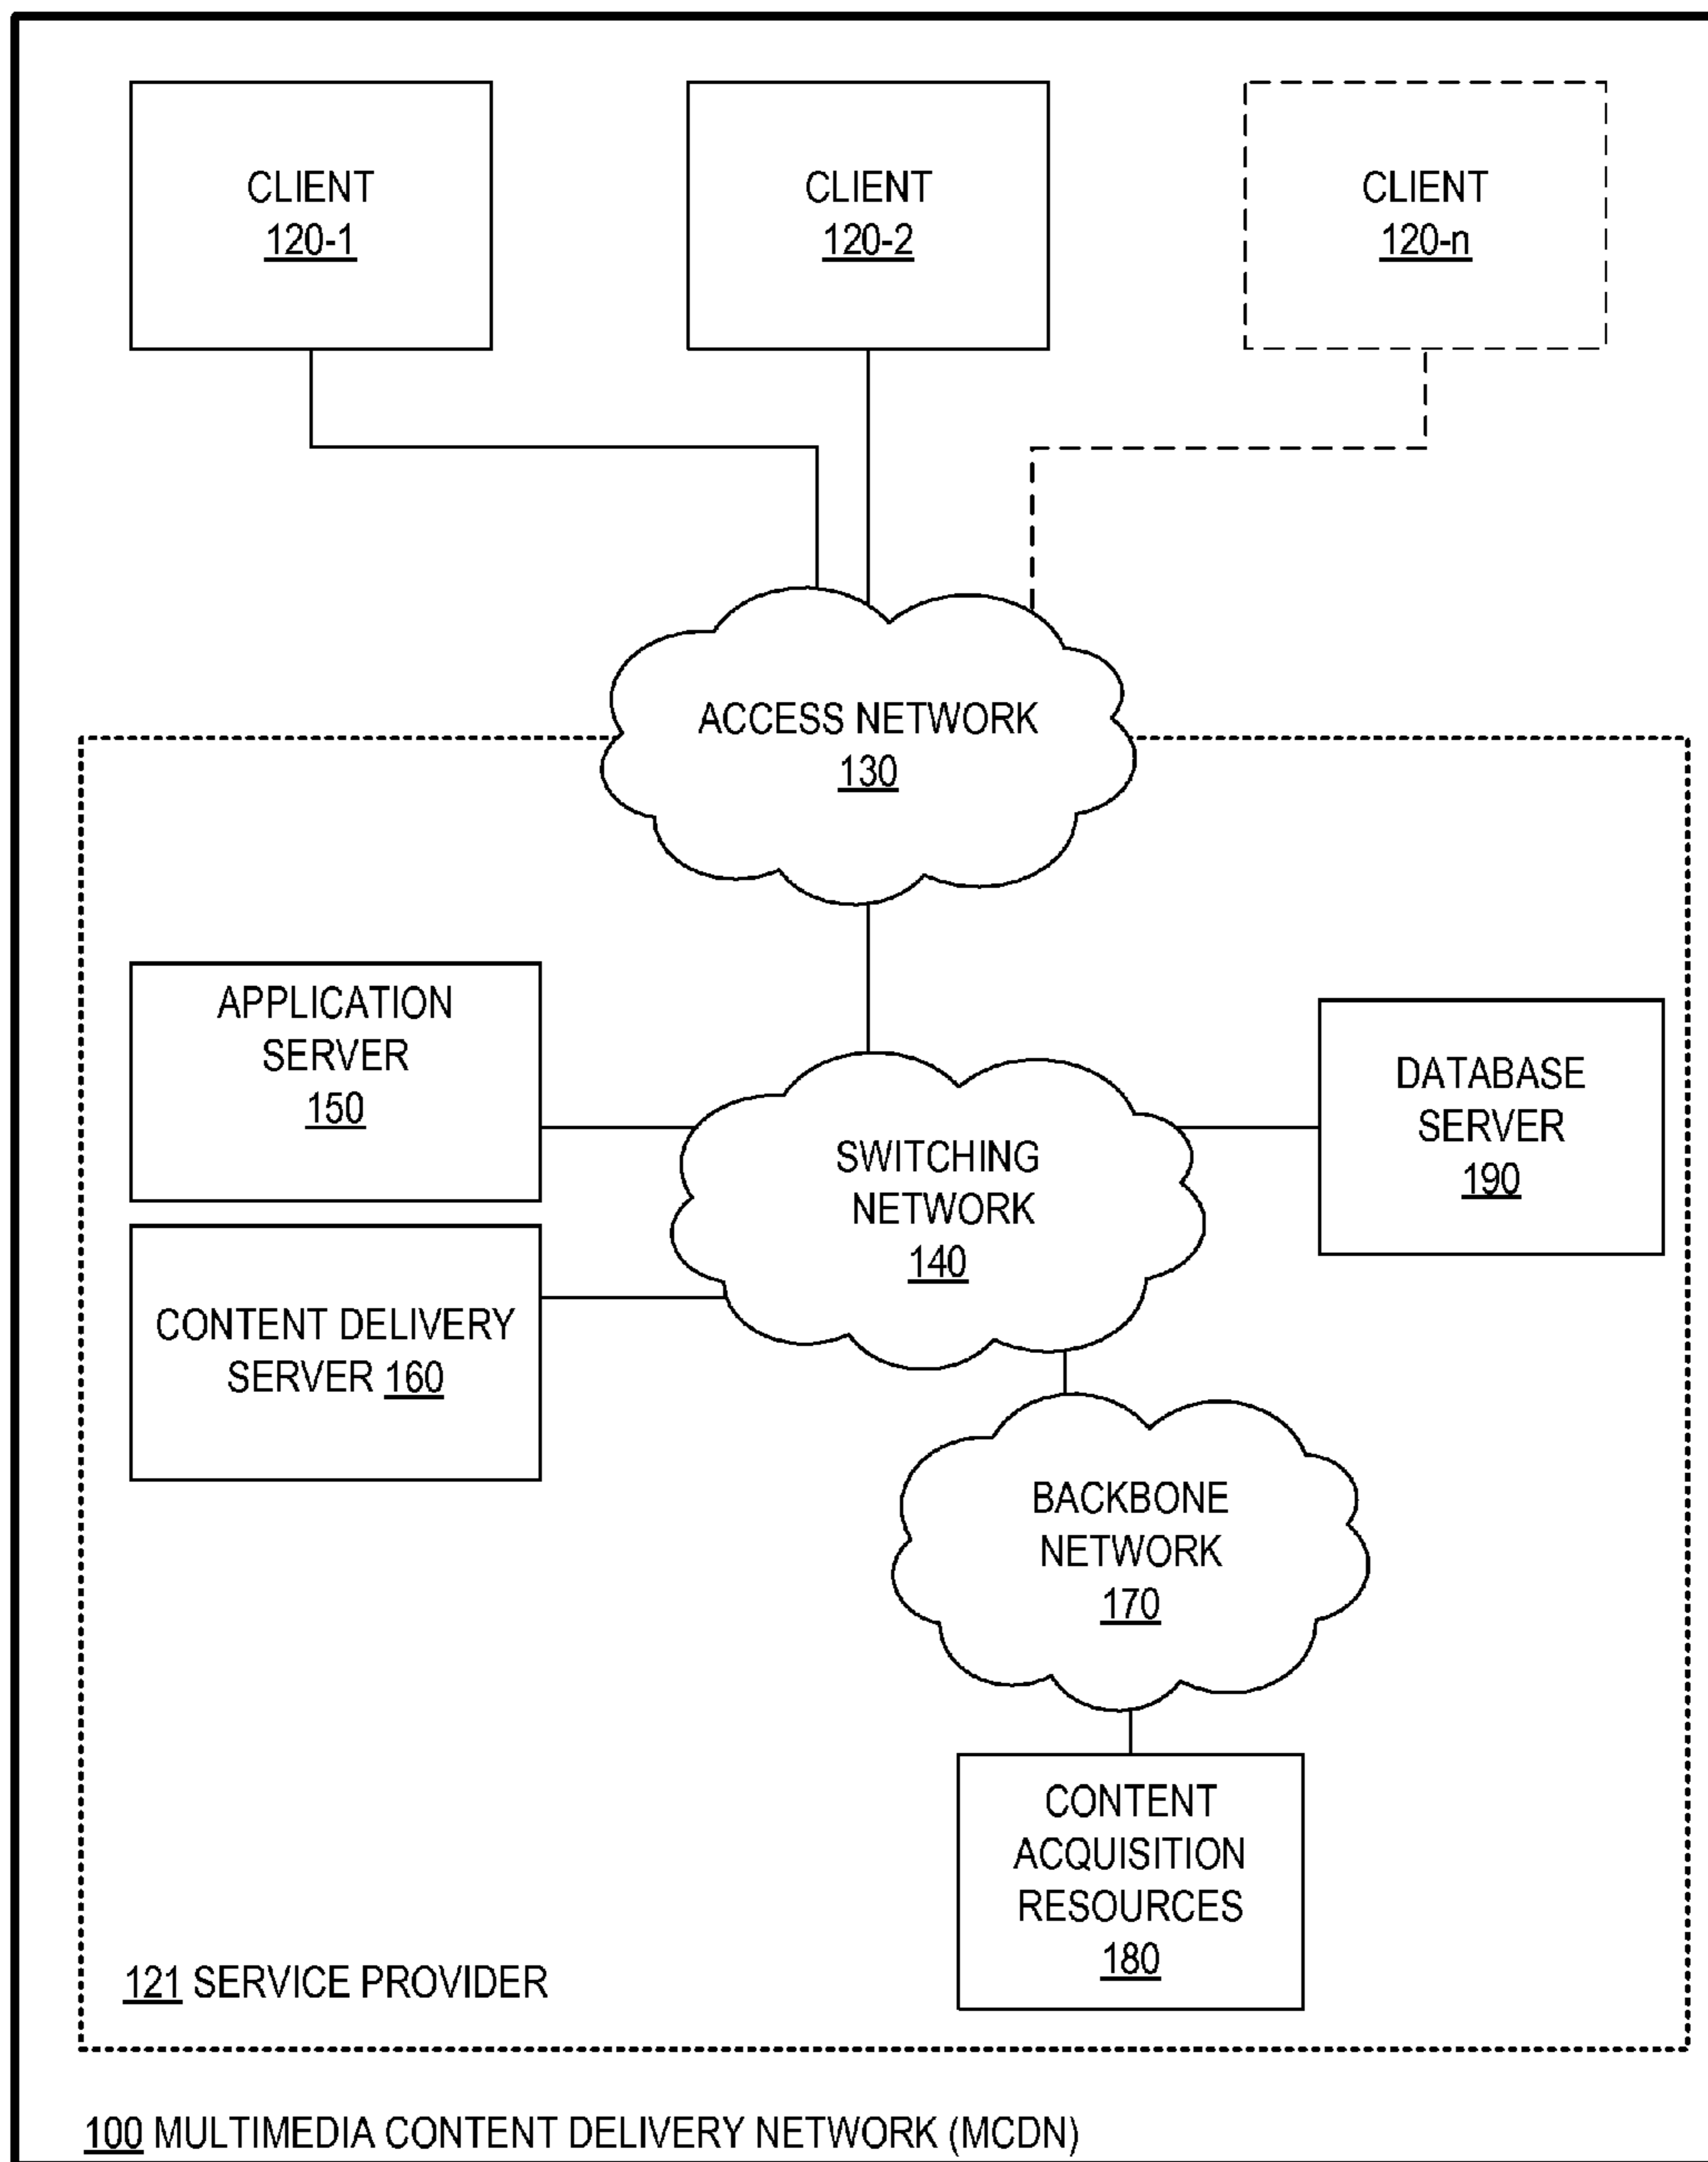 CLIENT
120-1
CLIENT
120-2
CLIENT
120-n
ACCESS NETWORK
130
APPLICATION
SERVER
150
SWITCHING
NETWORK
140
DATABASE
SERVER
190
CONTENT DELIVERY
SERVER 160
BACKBONE
NETWORK
170
CONTENT
ACQUISITION
RESOURCES
180
121 SERVICE PROVIDER
100 MULTIMEDIA CONTENT DELIVERY NETWORK (MCDN)